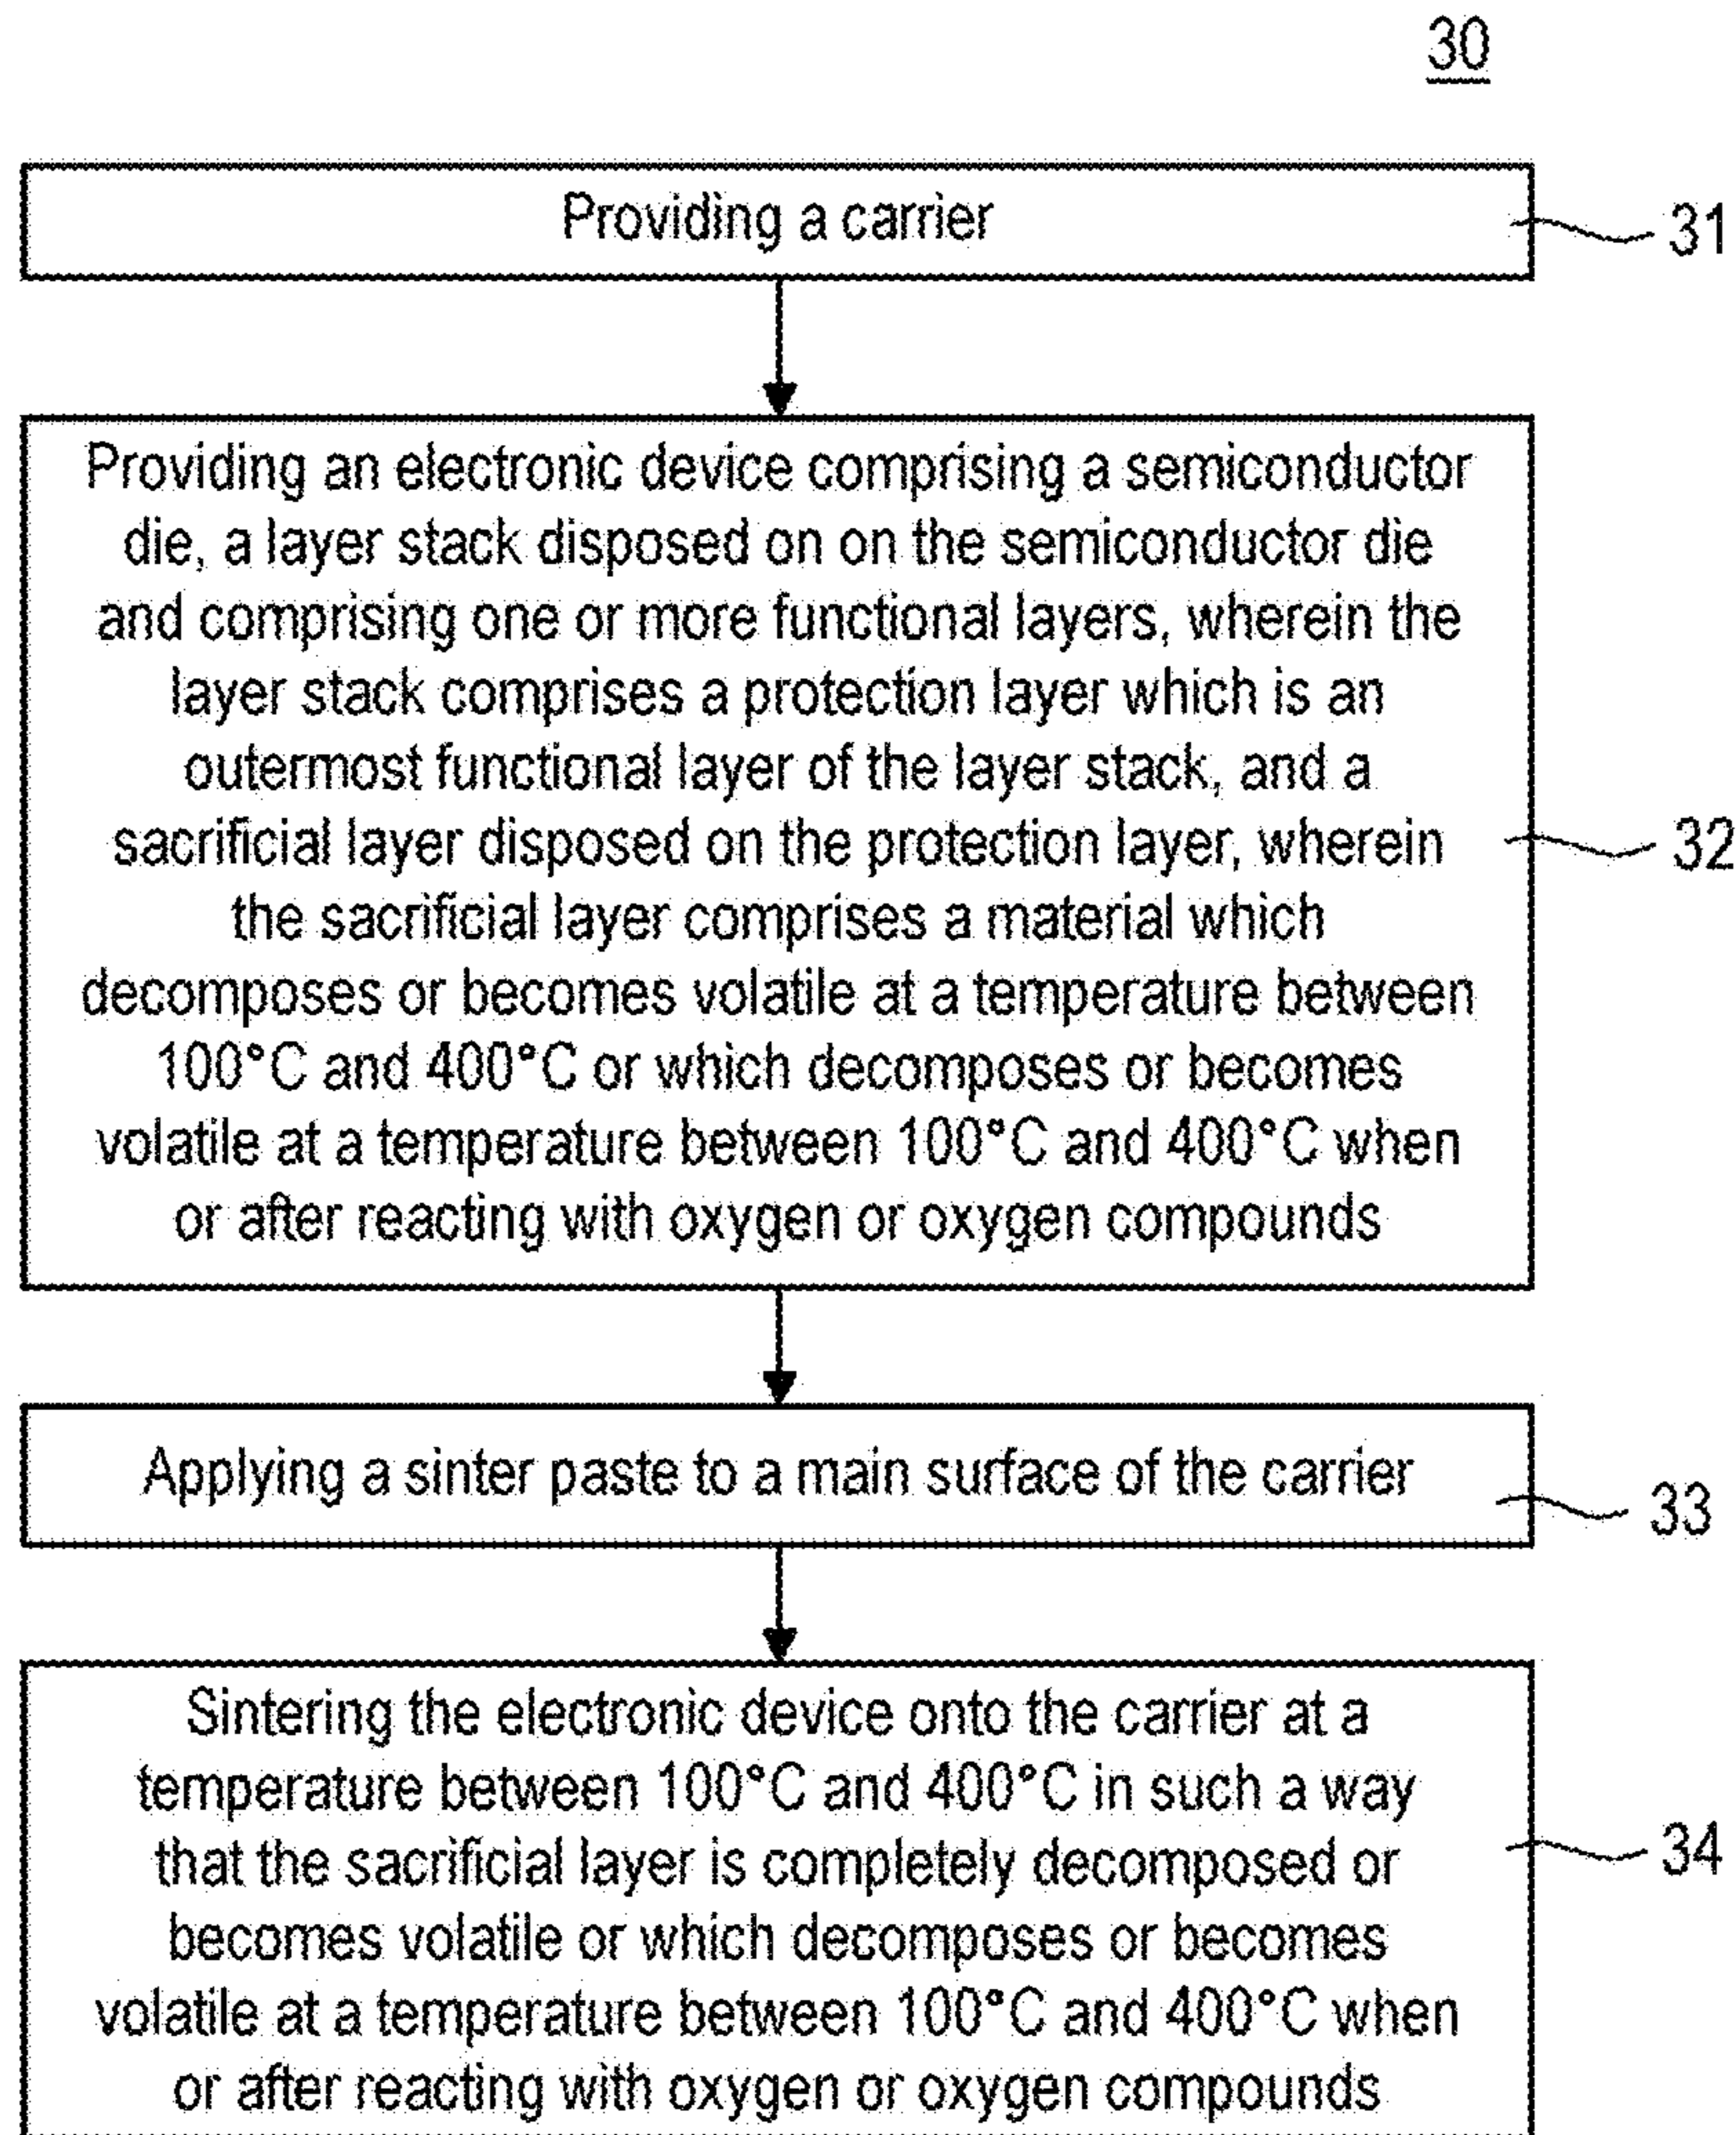 30
Providing a carrier
31
Providing an electronic device comprising a semiconductor
die, a layer stack disposed on on the semiconductor die
and comprising one or more functional layers, wherein the
layer stack comprises a protection layer which is an
outermost functional layer of the layer stack, and a
sacrificial layer disposed on the protection layer, wherein
the sacrificial layer comprises a material which
decomposes or becomes volatile at a temperature between
100°C and 400°C or which decomposes or becomes
volatile at a temperature between 100°C and 400°C when
or after reacting with oxygen or oxygen compounds
32
Applying a sinter paste to a main surface of the carrier
33
Sintering the electronic device onto the carrier at a
temperature between 100°C and 400°C in such a way
that the sacrificial layer is completely decomposed or
becomes volatile or which decomposes or becomes
volatile at a temperature between 100°C and 400°C when
or after reacting with oxygen or oxygen compounds
34